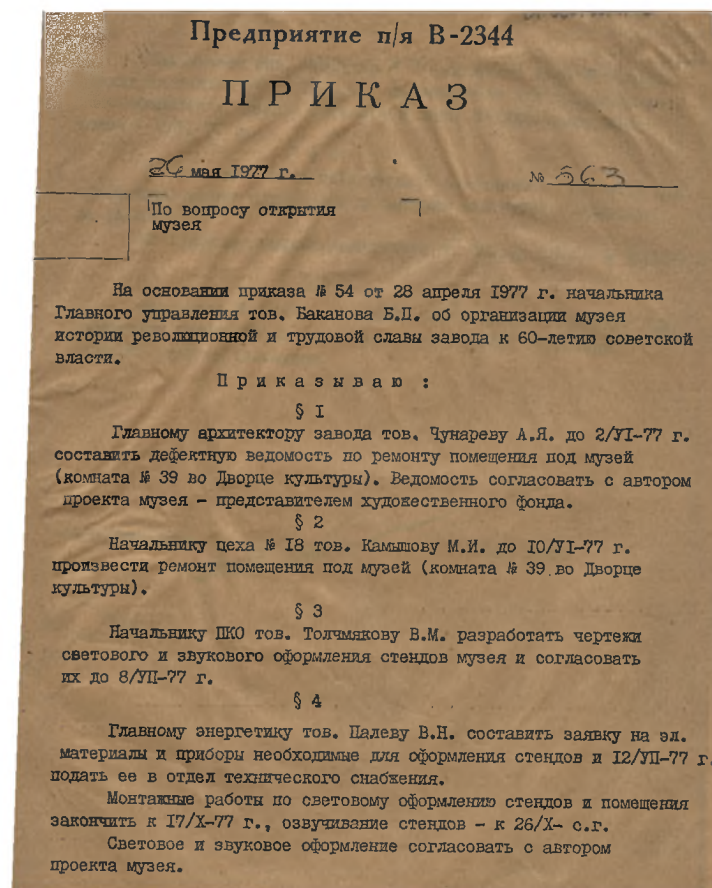 Предприятие п/я В-2344
ПРИКАЗ
26 мая 1977 г. № 563
По вопросу открытия
музея
На основании приказа № 54 от 28 апреля 1977 г. начальника
Главного управления тов. Баканова Б.П. об организации музея
истории революционной и трудовой славы завода к 60-летию советской
власти.
Приказываю :
§ I
Главному архитектору завода тов. Чунареву А.Я. до 2/УI-77 г.
составить дефектную ведомость по ремонту помещения под музей
(комната № 39 во Дворце культуры). Ведомость согласовать с автором
проекта музея - представителем художественного фонда.
§ 2
Начальнику цеха № 18 тов. Камышову М.И. до IO/УI-77 г.
произвести ремонт помещения под музей (комната № 39 во Дворце
культуры).
§ 3
Начальнику ПКО тов. Толчмякову В.М. разработать чертежи
светового и звукового оформления стендов музея и согласовать
их до 8/УП-77 г.
§ 4
Главному энергетику тов. Палеву В.Н. составить заявку на эл.
материалы и приборы необходимые для оформления стендов и I2/УП-77 г.
подать ее в отдел технического снабжения.
Монтажные работы по световому оформлению стендов и помещения
закончить к I7/Х-77 г., озвучивание стендов - к 26/Х- с.г.
Световое и звуковое оформление согласовать с автором
проекта музея.